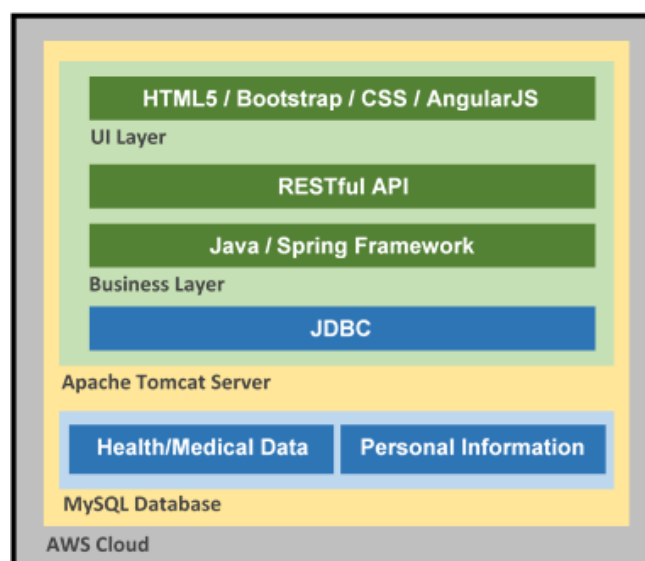 HTML5 / Bootstrap / CSS / AngularJS
UI Layer
RESTful API
Java / Spring Framework
Business Layer
JDBC
Apache Tomcat Server
Health/Medical Data
Personal Information
MySQL Database
AWS Cloud